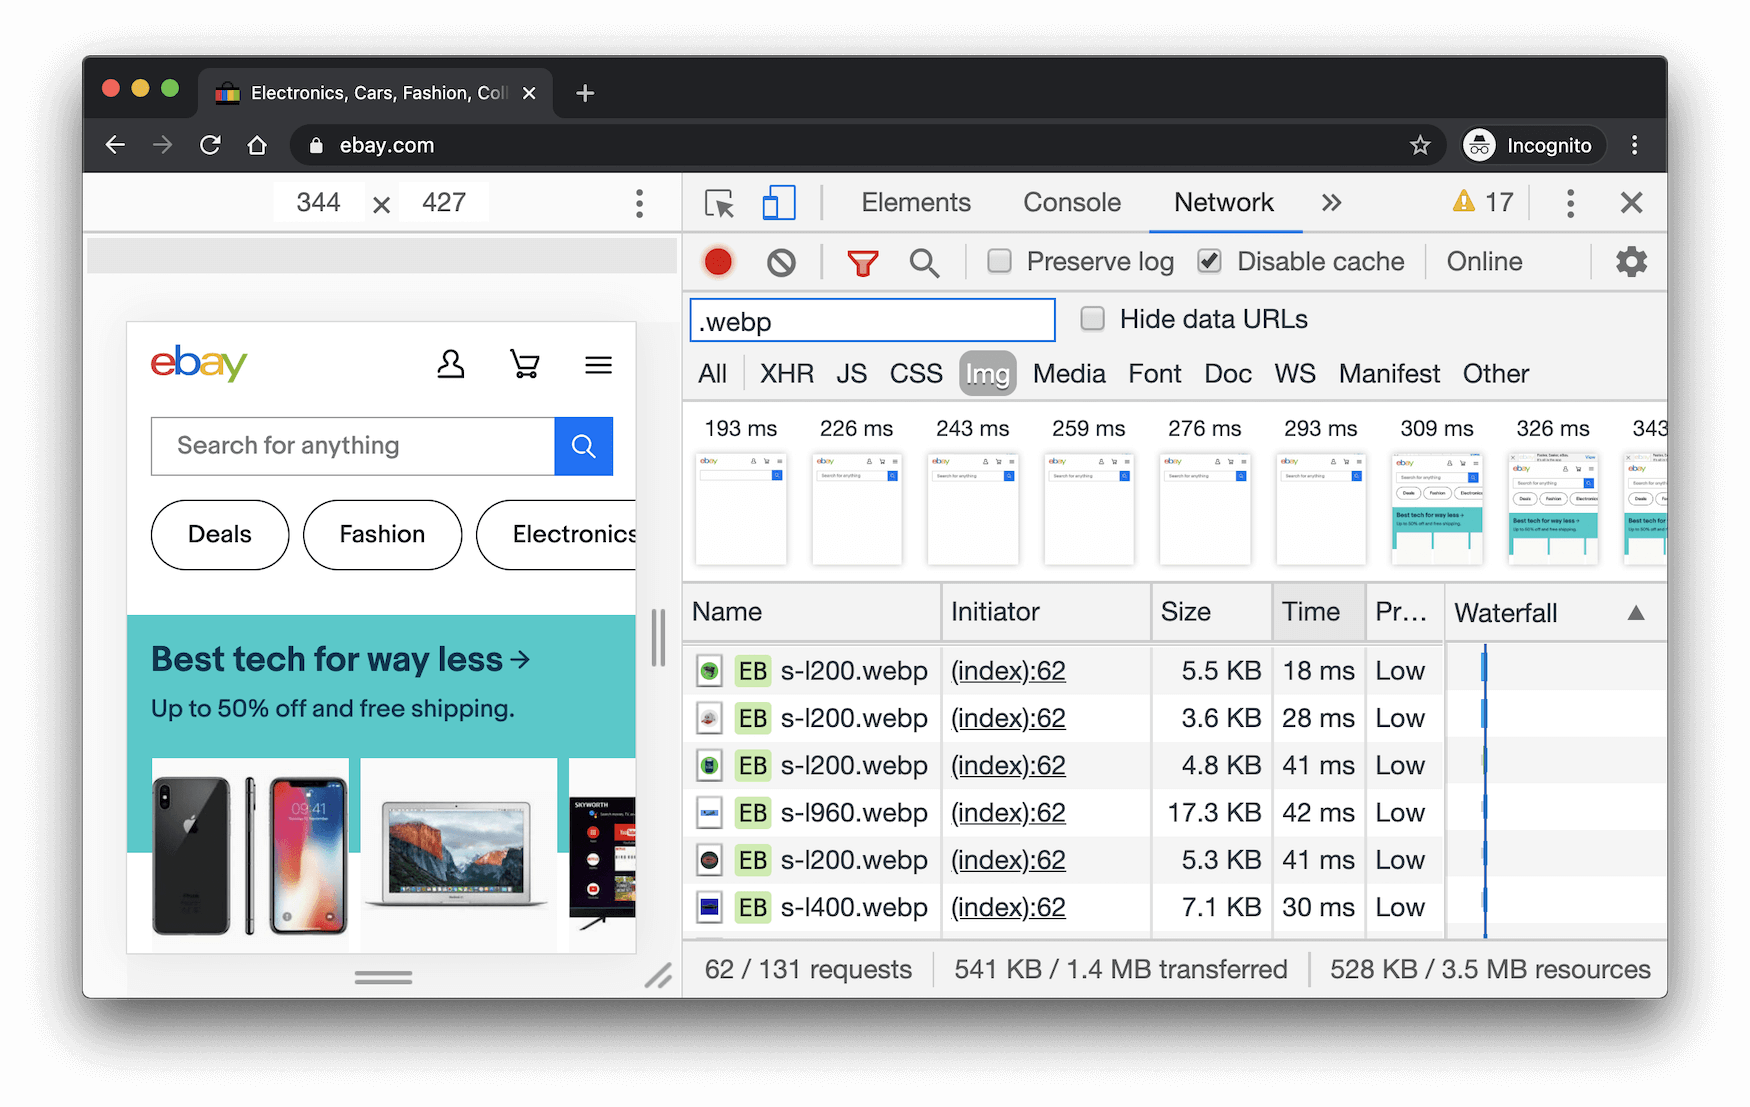 Electronics, Cars, Fashion, Coll
ebay.com
Incognito
344 × 427
Elements Console Network » 17
Preserve log Disable cache Online
.webp
Hide data URLs
All XHR JS CSS Img Media Font Doc WS Manifest Other
193 ms 226 ms 243 ms 259 ms 276 ms 293 ms 309 ms 326 ms 343
ebay
Search for anything
Deals Fashion Electronics
Best tech for way less →
Up to 50% off and free shipping.
09:41
SKYWORTH
Name Initiator Size Time Pr... Waterfall
EB s-l200.webp (index):62 5.5 KB 18 ms Low
EB s-l200.webp (index):62 3.6 KB 28 ms Low
EB s-l200.webp (index):62 4.8 KB 41 ms Low
EB s-l960.webp (index):62 17.3 KB 42 ms Low
EB s-l200.webp (index):62 5.3 KB 41 ms Low
EB s-l400.webp (index):62 7.1 KB 30 ms Low
62 / 131 requests 541 KB / 1.4 MB transferred 528 KB / 3.5 MB resources